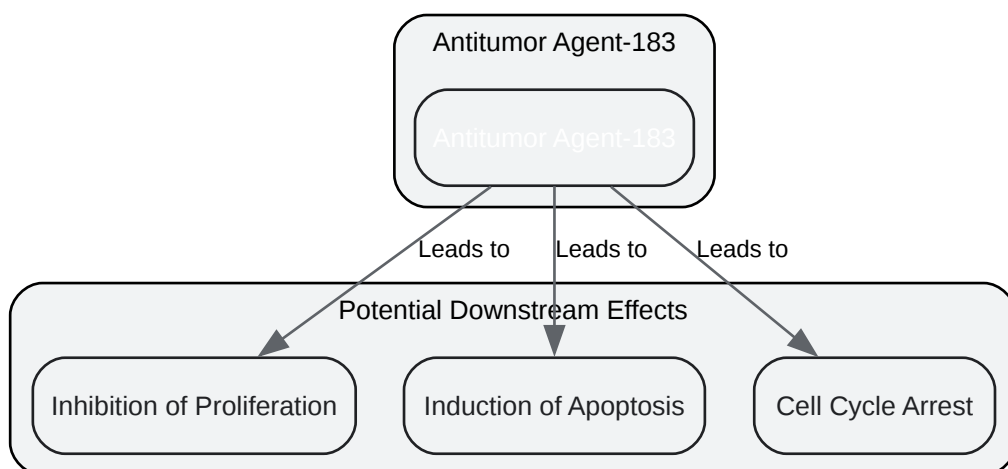 Antitumor Agent-183
Antitumor Agent-183
Leads to
Leads to
Leads to
Potential Downstream Effects
Inhibition of Proliferation
Induction of Apoptosis
Cell Cycle Arrest